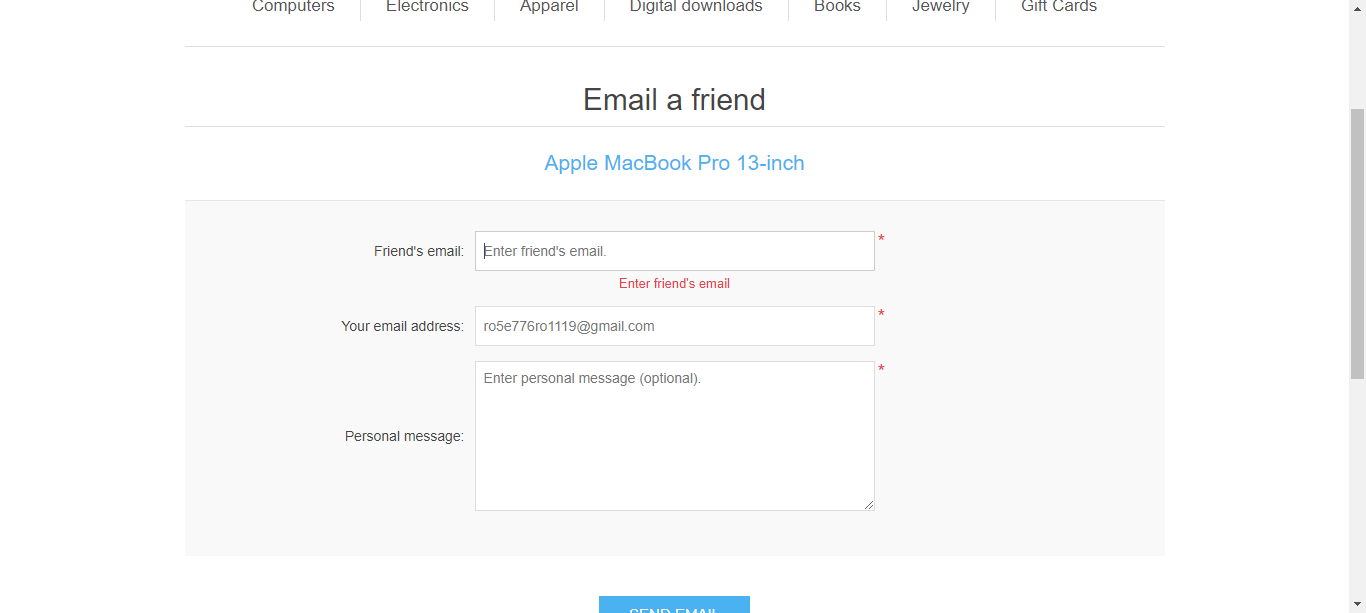 Computers Electronics Apparel Digital downloads Books Jewelry Gift Cards
Email a friend
Apple MacBook Pro 13-inch
Friend's email: Enter friend's email. *
Enter friend's email
Your email address: ro5e776ro1119@gmail.com *
Enter personal message (optional). *
Personal message:
SEND EMAIL